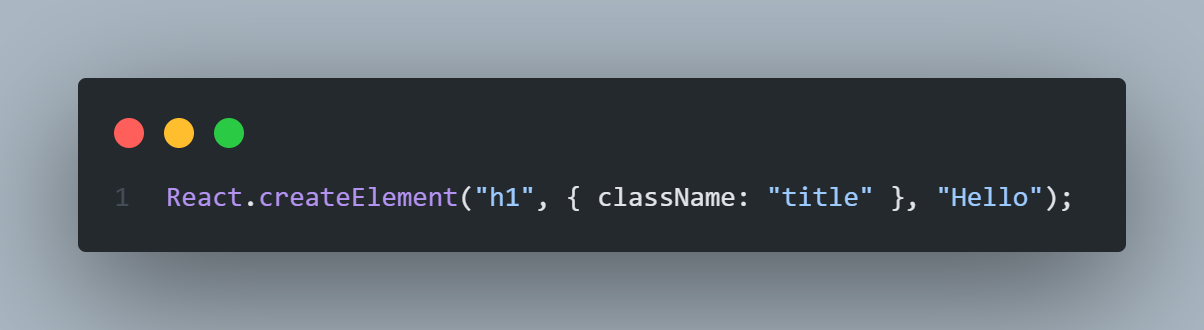 1 React.createElement("h1", { className: "title" }, "Hello");